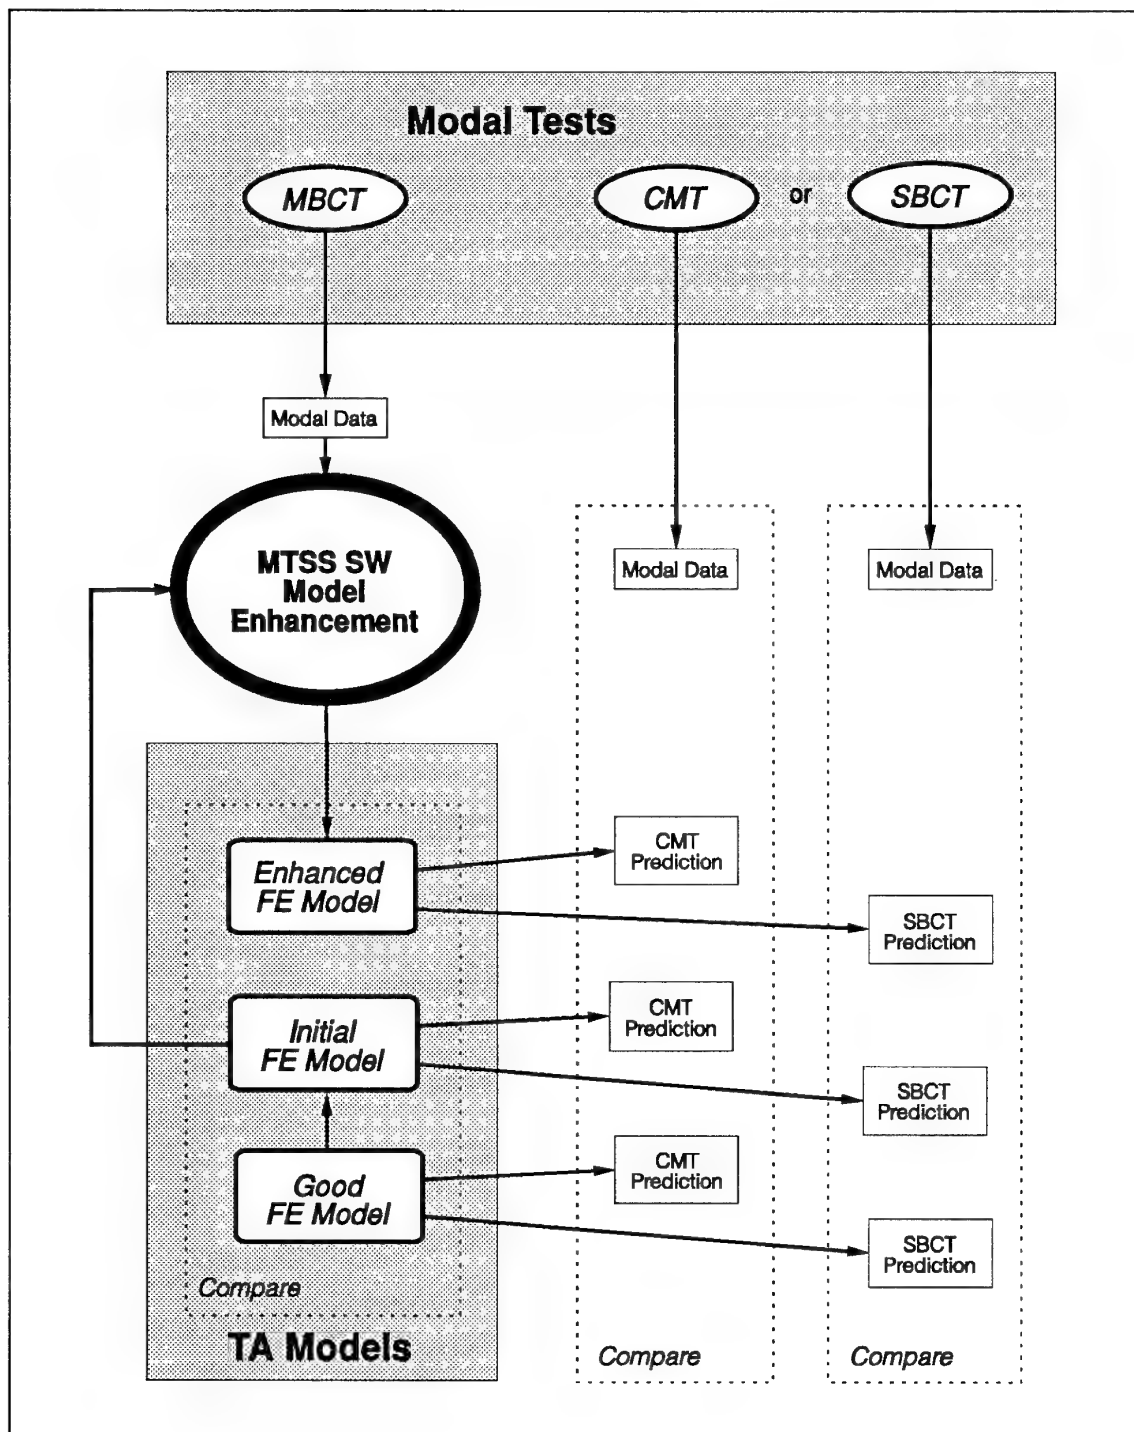 Modal Tests
MBCT
CMT
or
SBCT
Modal Data
MTSS SW
Model
Enhancement
Modal Data
Modal Data
Enhanced
FE Model
CMT
Prediction
SBCT
Prediction
Initial
FE Model
CMT
Prediction
SBCT
Prediction
Good
FE Model
CMT
Prediction
SBCT
Prediction
Compare
TA Models
Compare
Compare